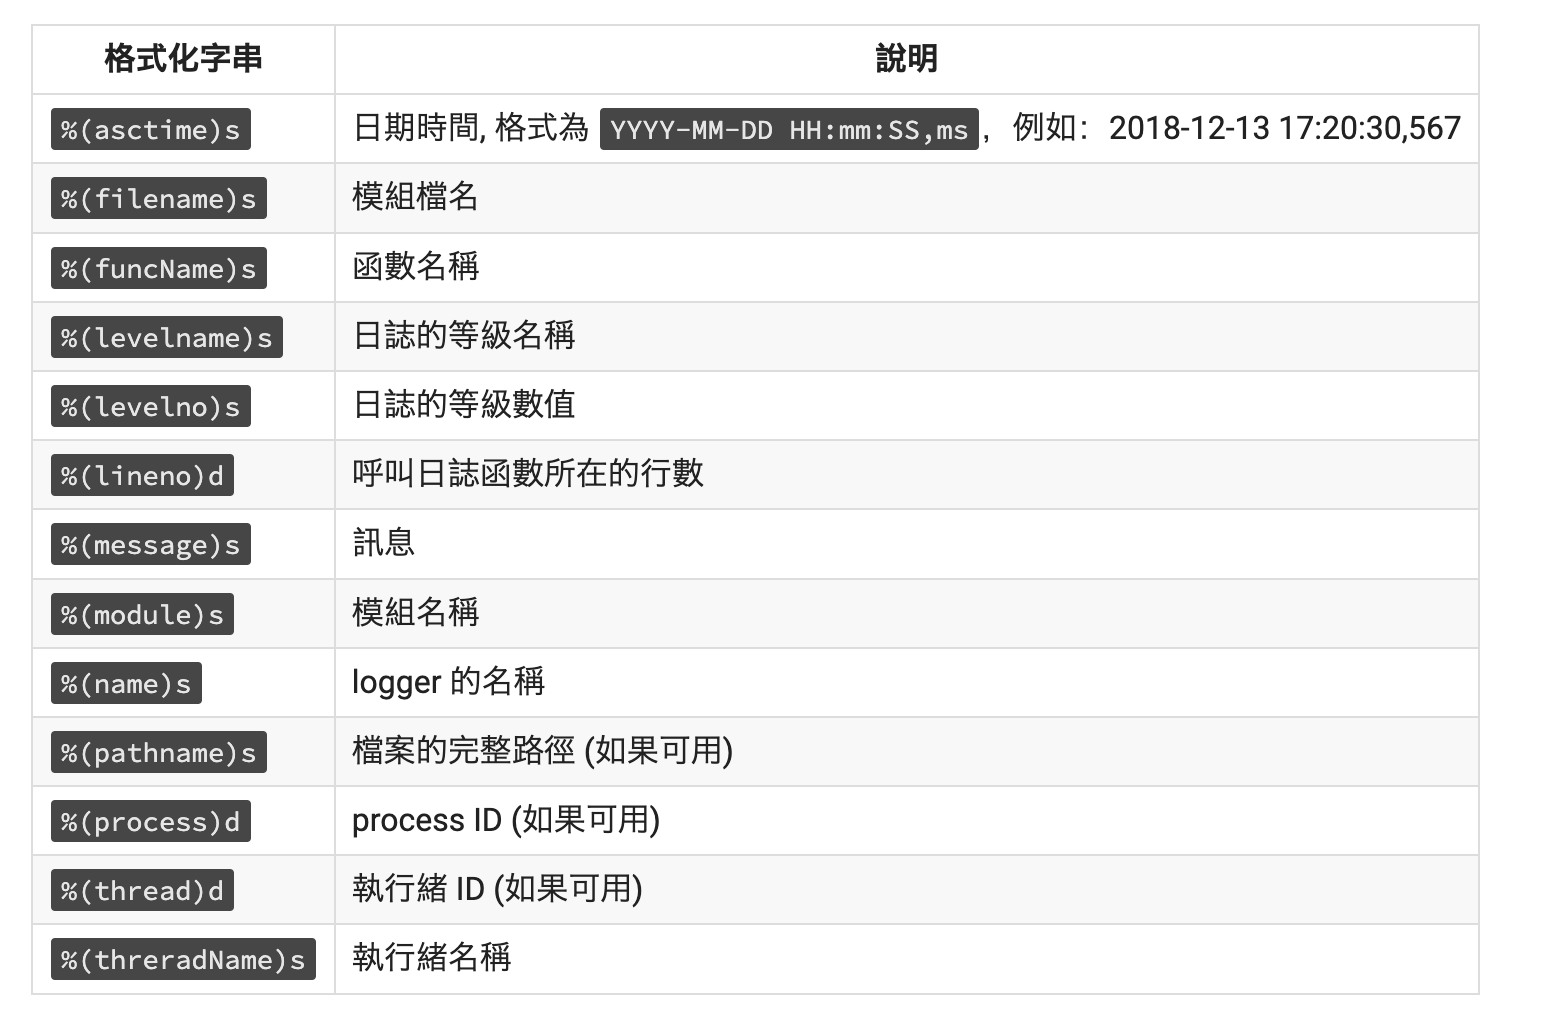 格式化字串 說明
%(asctime)s 日期時間, 格式為 YYYY-MM-DD HH:mm:SS,ms，例如：2018-12-13 17:20:30,567
%(filename)s 模組檔名
%(funcName)s 函數名稱
%(levelname)s 日誌的等級名稱
%(levelno)s 日誌的等級數值
%(lineno)d 呼叫日誌函數所在的行數
%(message)s 訊息
%(module)s 模組名稱
%(name)s logger 的名稱
%(pathname)s 檔案的完整路徑 (如果可用)
%(process)d process ID (如果可用)
%(thread)d 執行緒 ID (如果可用)
%(threradName)s 執行緒名稱